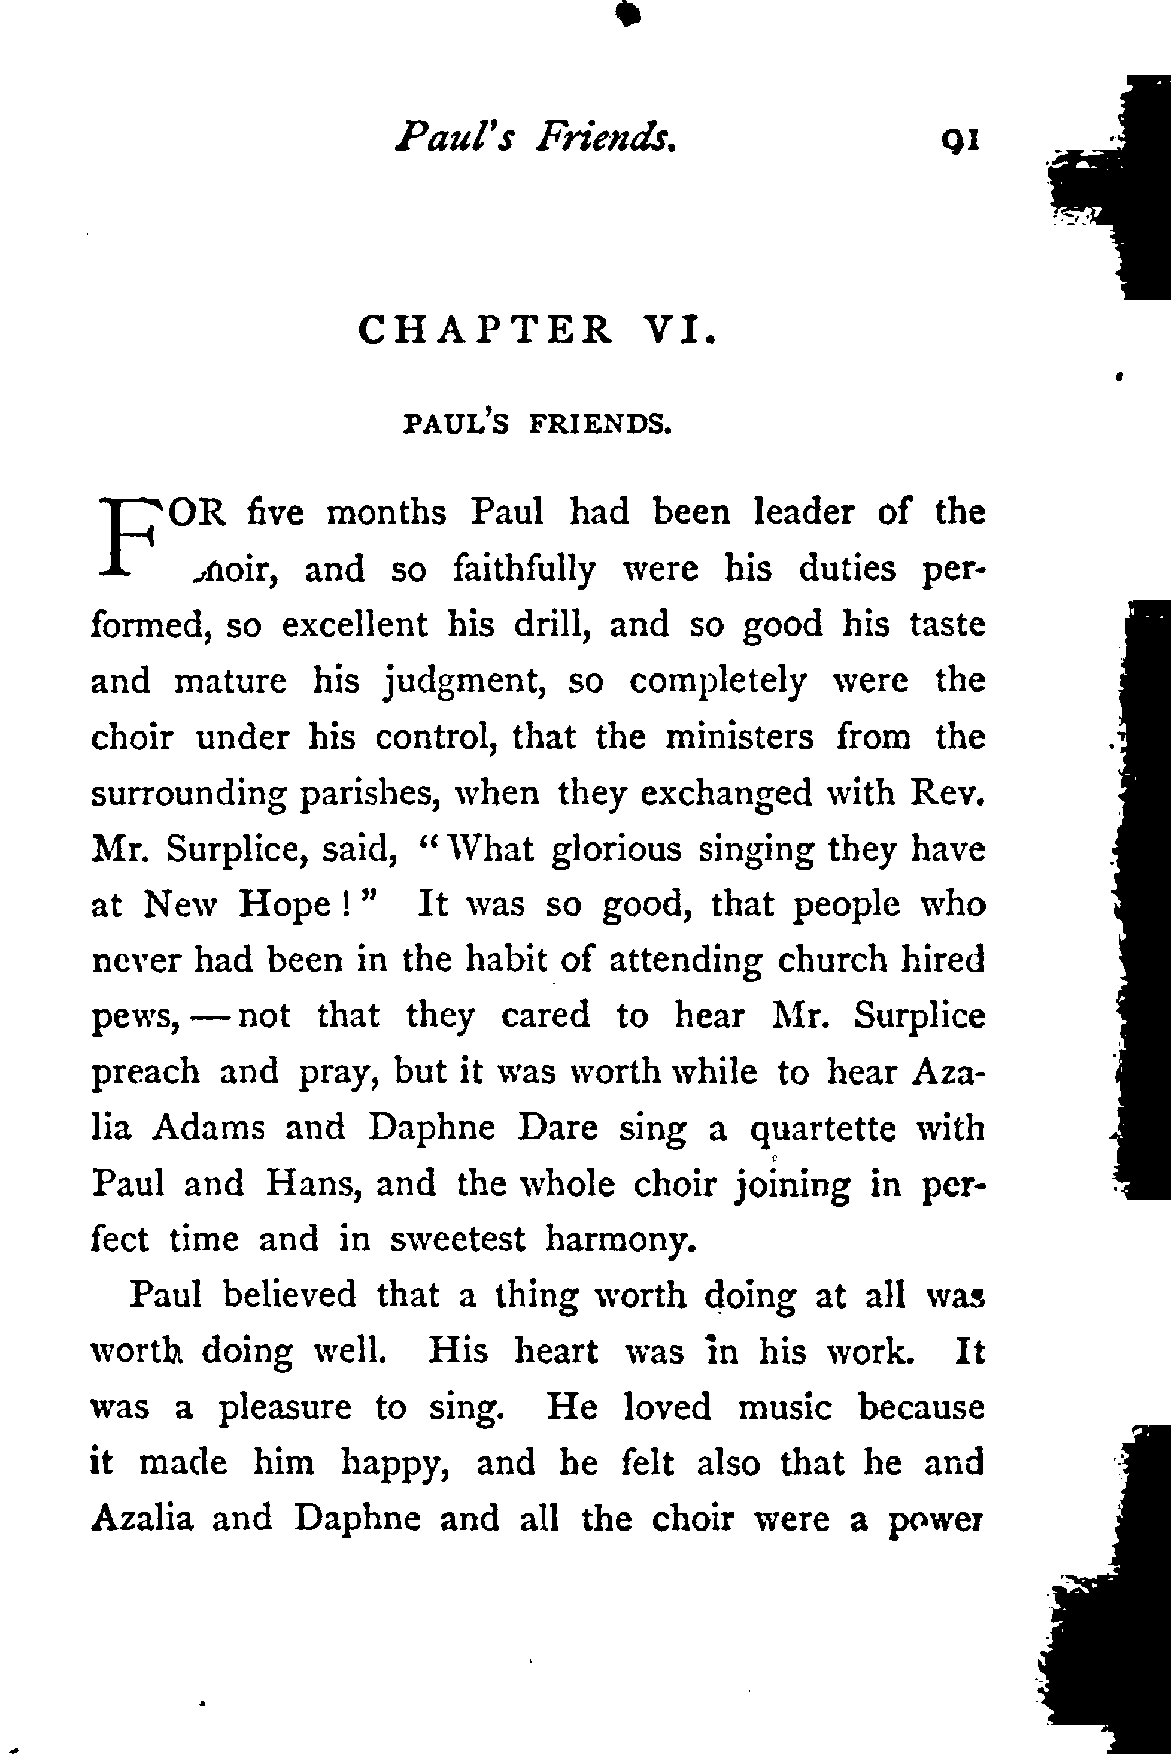 Paul's Friends. 91
CHAPTER VI.
PAUL'S FRIENDS.
FOR five months Paul had been leader of the
choir, and so faithfully were his duties per-
formed, so excellent his drill, and so good his taste
and mature his judgment, so completely were the
choir under his control, that the ministers from the
surrounding parishes, when they exchanged with Rev.
Mr. Surplice, said, "What glorious singing they have
at New Hope!" It was so good, that people who
never had been in the habit of attending church hired
pews, — not that they cared to hear Mr. Surplice
preach and pray, but it was worth while to hear Aza-
lia Adams and Daphne Dare sing a quartette with
Paul and Hans, and the whole choir joining in per-
fect time and in sweetest harmony.
Paul believed that a thing worth doing at all was
worth doing well. His heart was in his work. It
was a pleasure to sing. He loved music because
it made him happy, and he felt also that he and
Azalia and Daphne and all the choir were a power